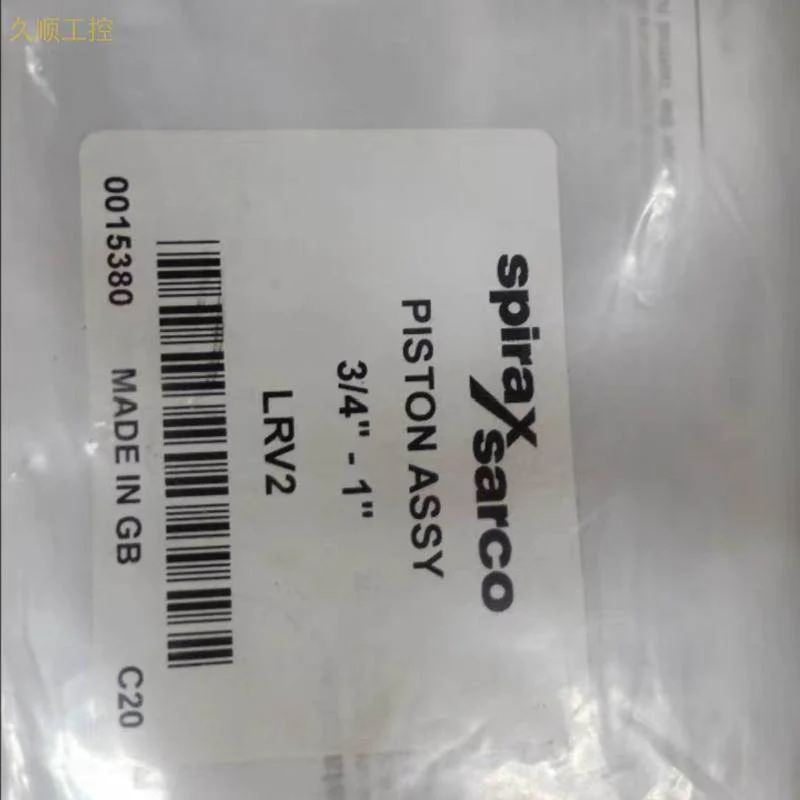 久顺工控
spirax
sarco
PISTON ASSY
3/4" - 1"
LRV2
0015380 MADE IN GB C20